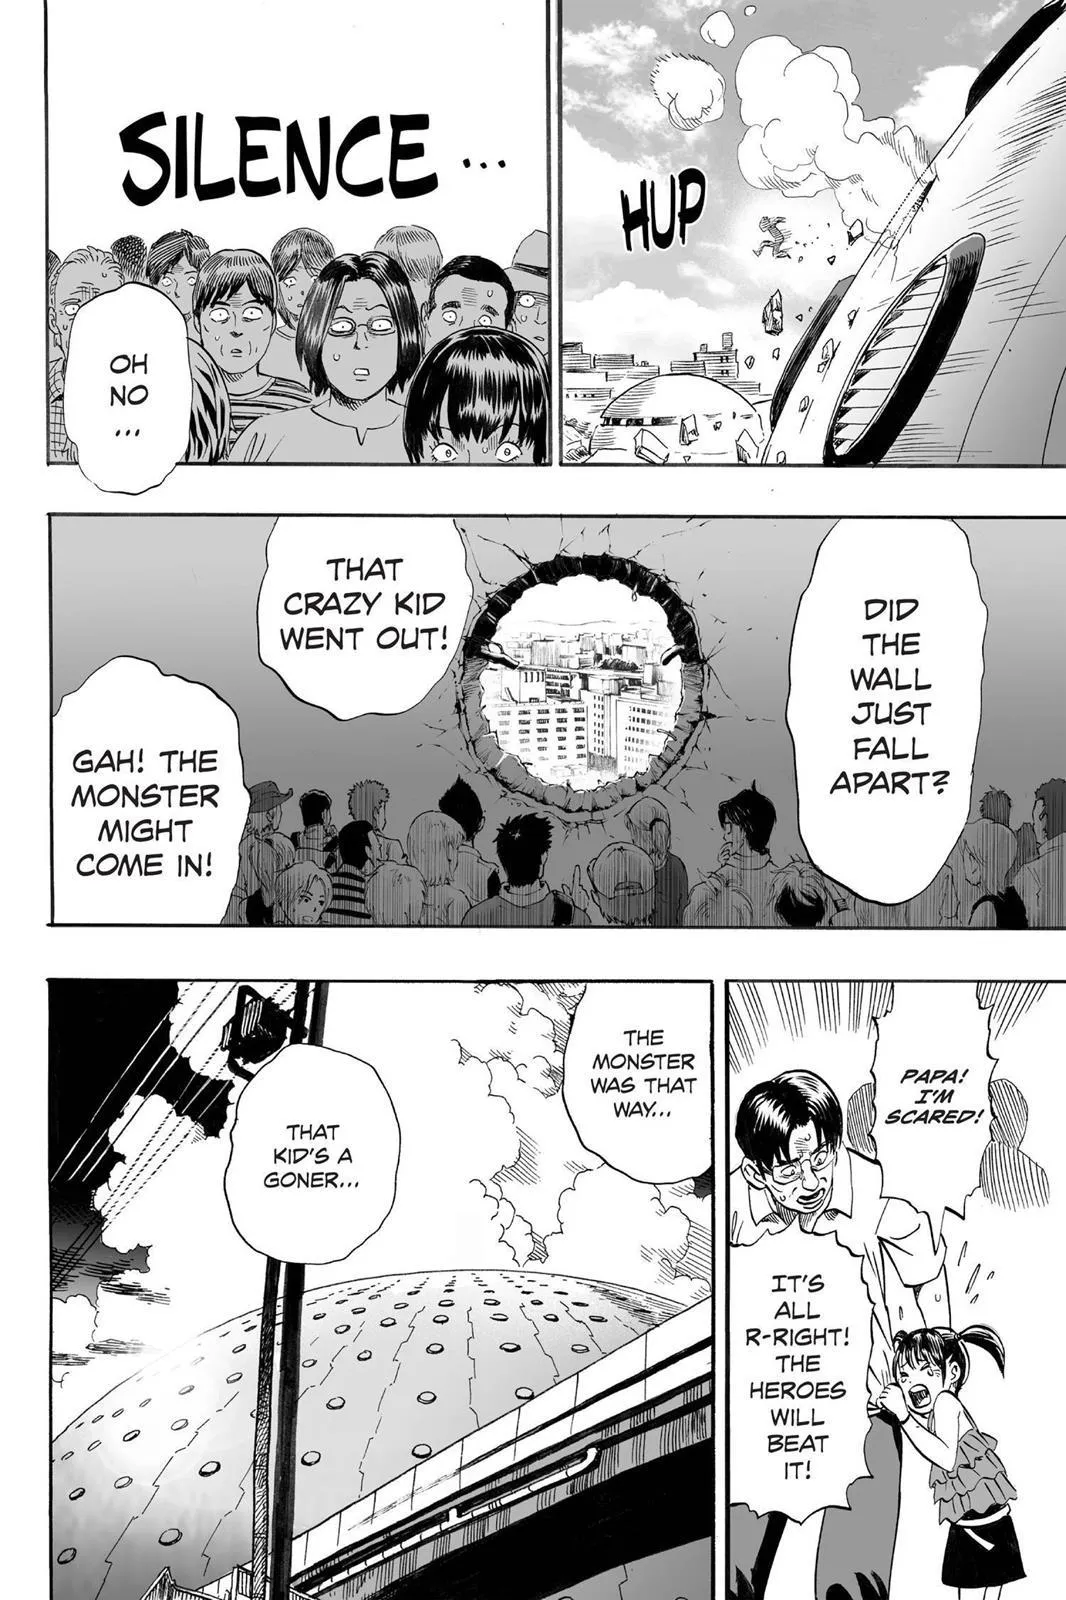 HUP
SILENCE...
OH
NO
...
DID
THE
WALL
JUST
FALL
APART?
THAT
CRAZY KID
WENT OUT!
GAH! THE
MONSTER
MIGHT
COME IN!
PAPA!
I'M
SCARED!
IT'S
ALL
R-RIGHT!
THE
HEROES
WILL
BEAT
IT!
THE
MONSTER
WAS THAT
WAY...
THAT
KID'S A
GONER...